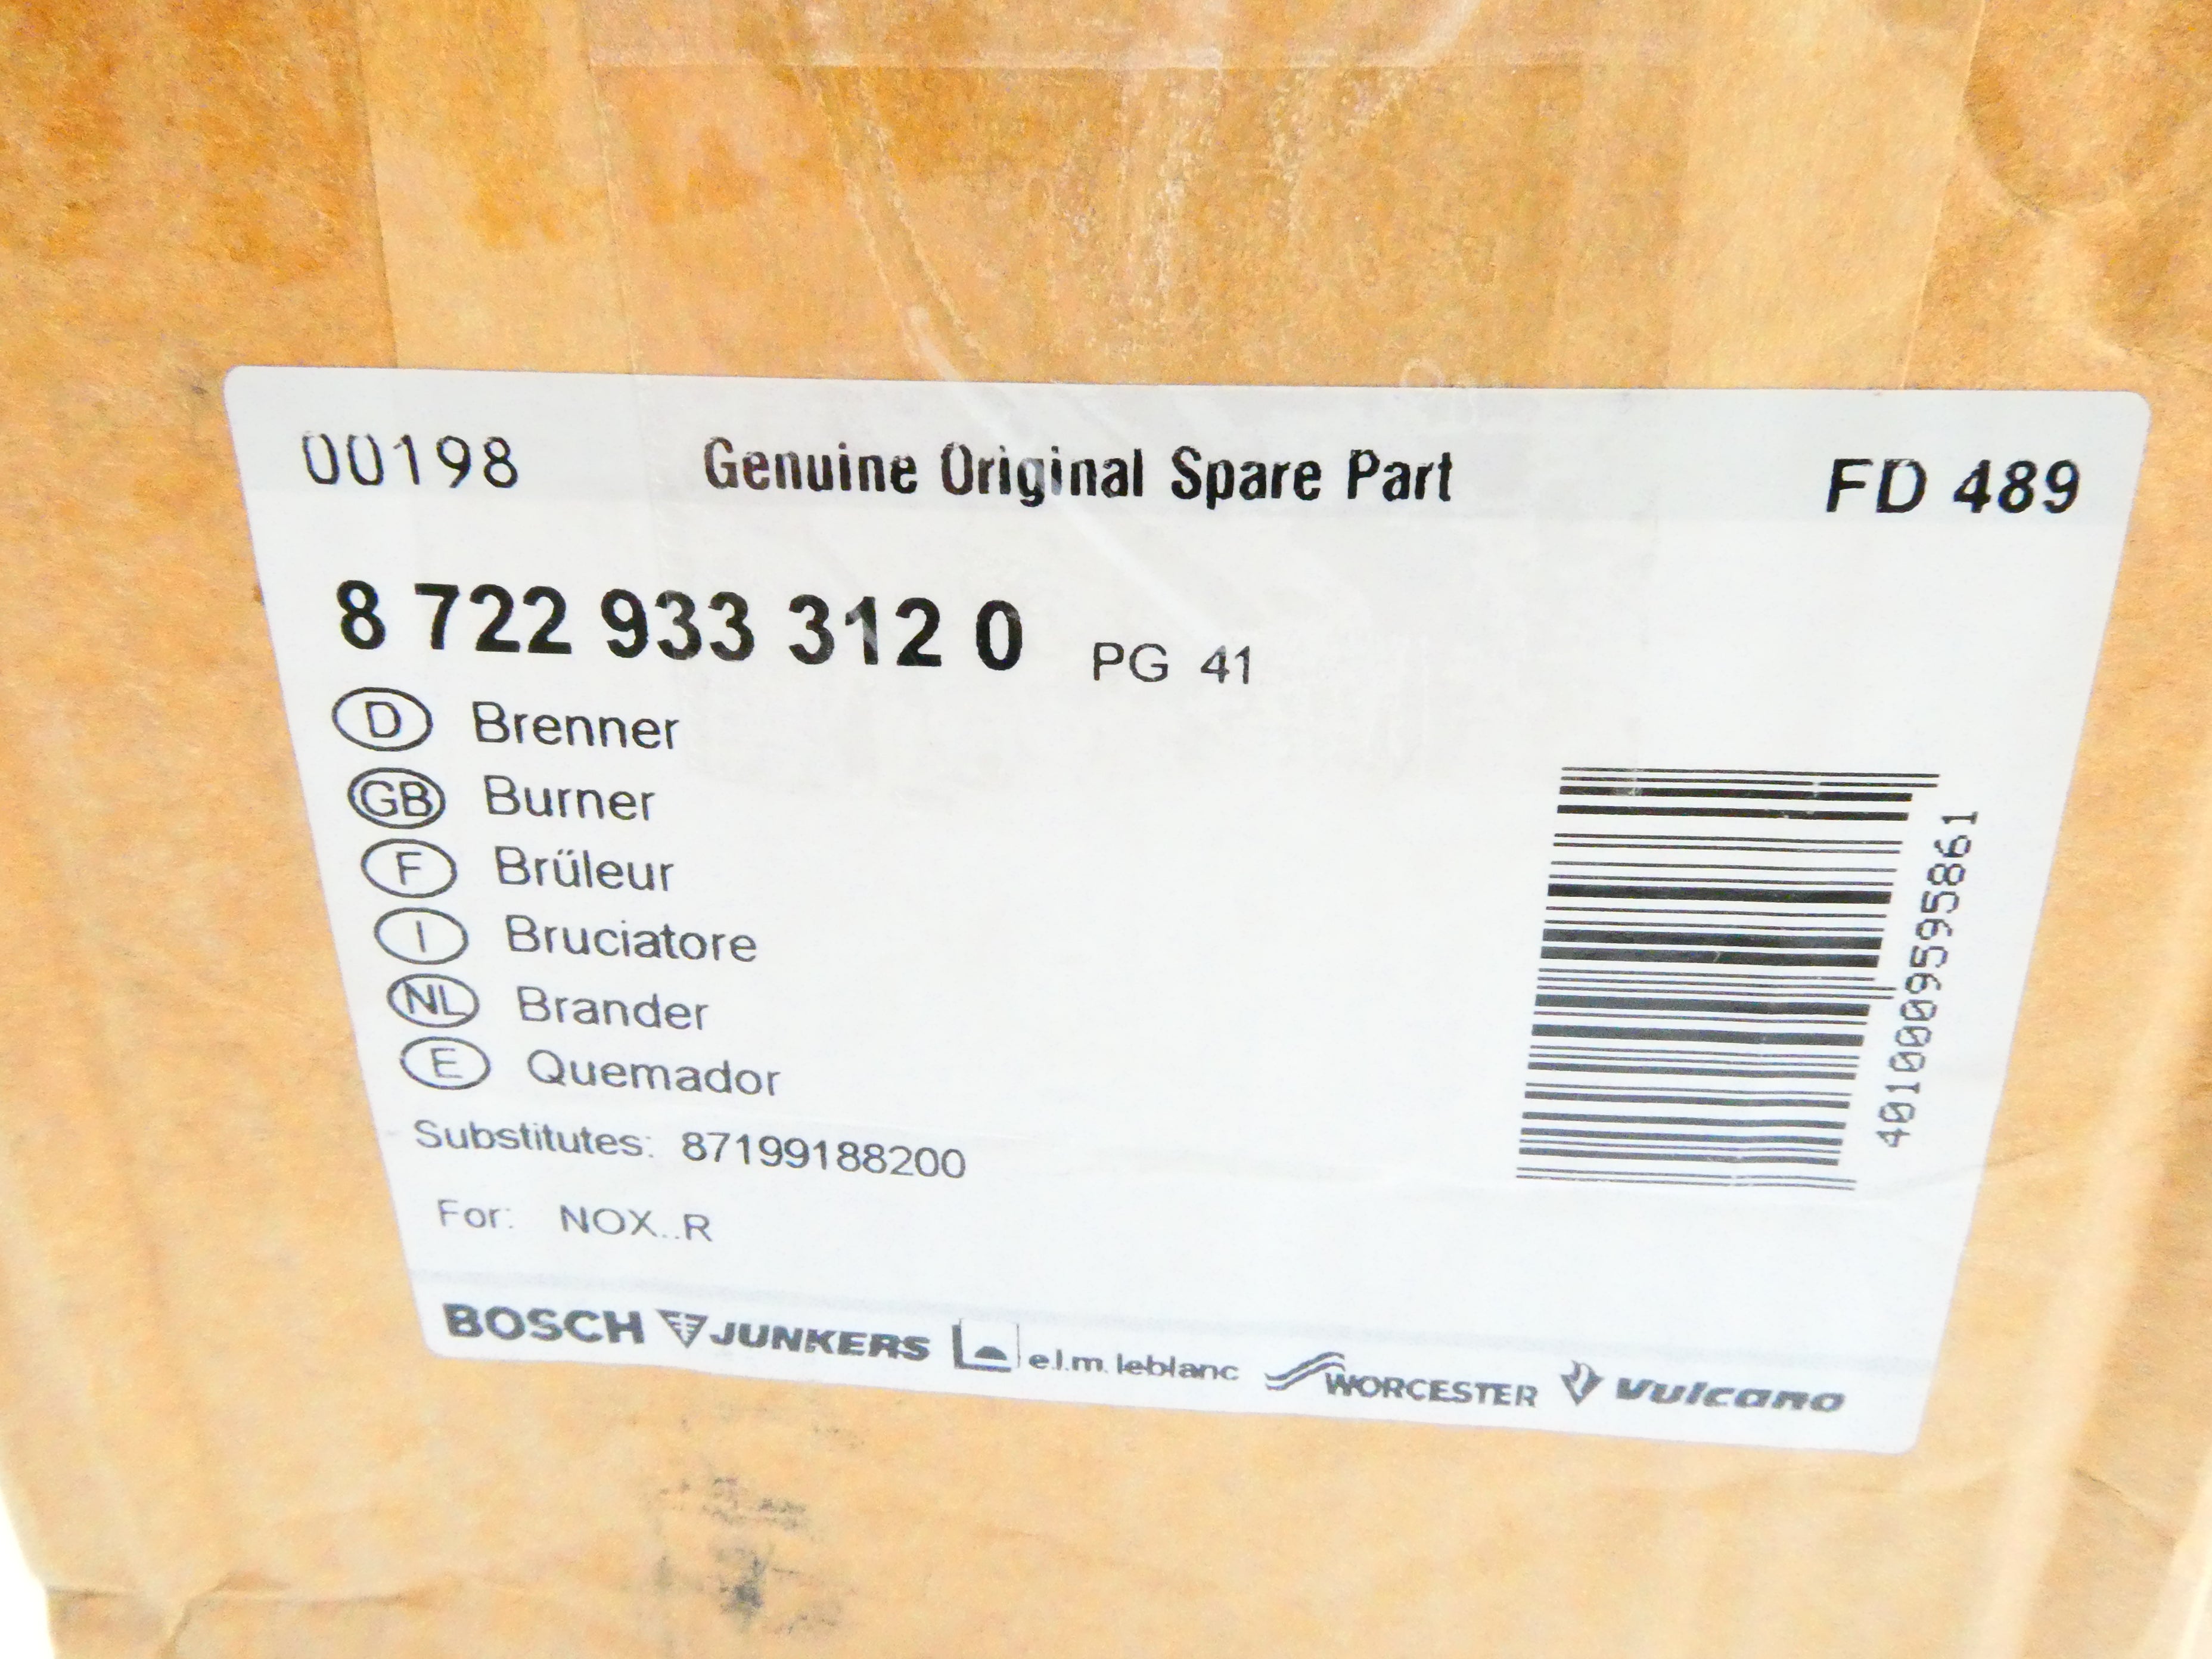 00198 Genuine Original Spare Part FD 489
8 722 933 312 0 PG 41
D Brenner
GB Burner
F Brűleur
I Bruciatore
NL Brander
E Quemador
Substitutes: 87199188200
For: NOX..R
4010009595861
BOSCH JUNKERS e.l.m. leblanc WORCESTER Vulcano